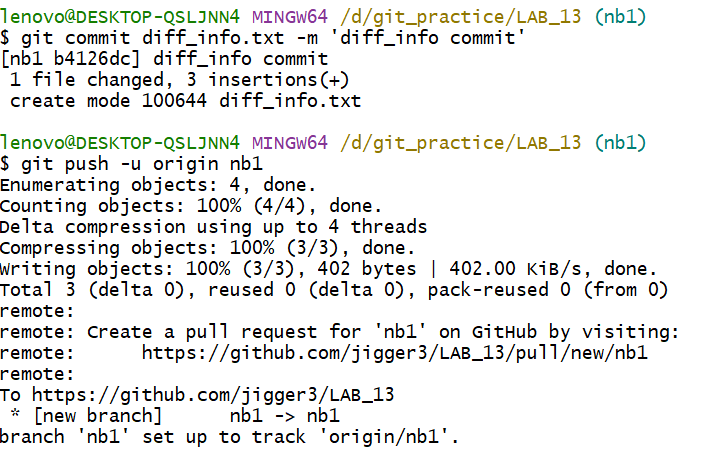 lenovo@DESKTOP-QSLJNN4 MINGW64 /d/git_practice/LAB_13 (nb1)
$ git commit diff_info.txt -m 'diff_info commit'
[nb1 b4126dc] diff_info commit
 1 file changed, 3 insertions(+)
 create mode 100644 diff_info.txt

lenovo@DESKTOP-QSLJNN4 MINGW64 /d/git_practice/LAB_13 (nb1)
$ git push -u origin nb1
Enumerating objects: 4, done.
Counting objects: 100% (4/4), done.
Delta compression using up to 4 threads
Compressing objects: 100% (3/3), done.
Writing objects: 100% (3/3), 402 bytes | 402.00 KiB/s, done.
Total 3 (delta 0), reused 0 (delta 0), pack-reused 0 (from 0)
remote:
remote: Create a pull request for 'nb1' on GitHub by visiting:
remote:      https://github.com/jigger3/LAB_13/pull/new/nb1
remote:
To https://github.com/jigger3/LAB_13
 * [new branch]      nb1 -> nb1
branch 'nb1' set up to track 'origin/nb1'.